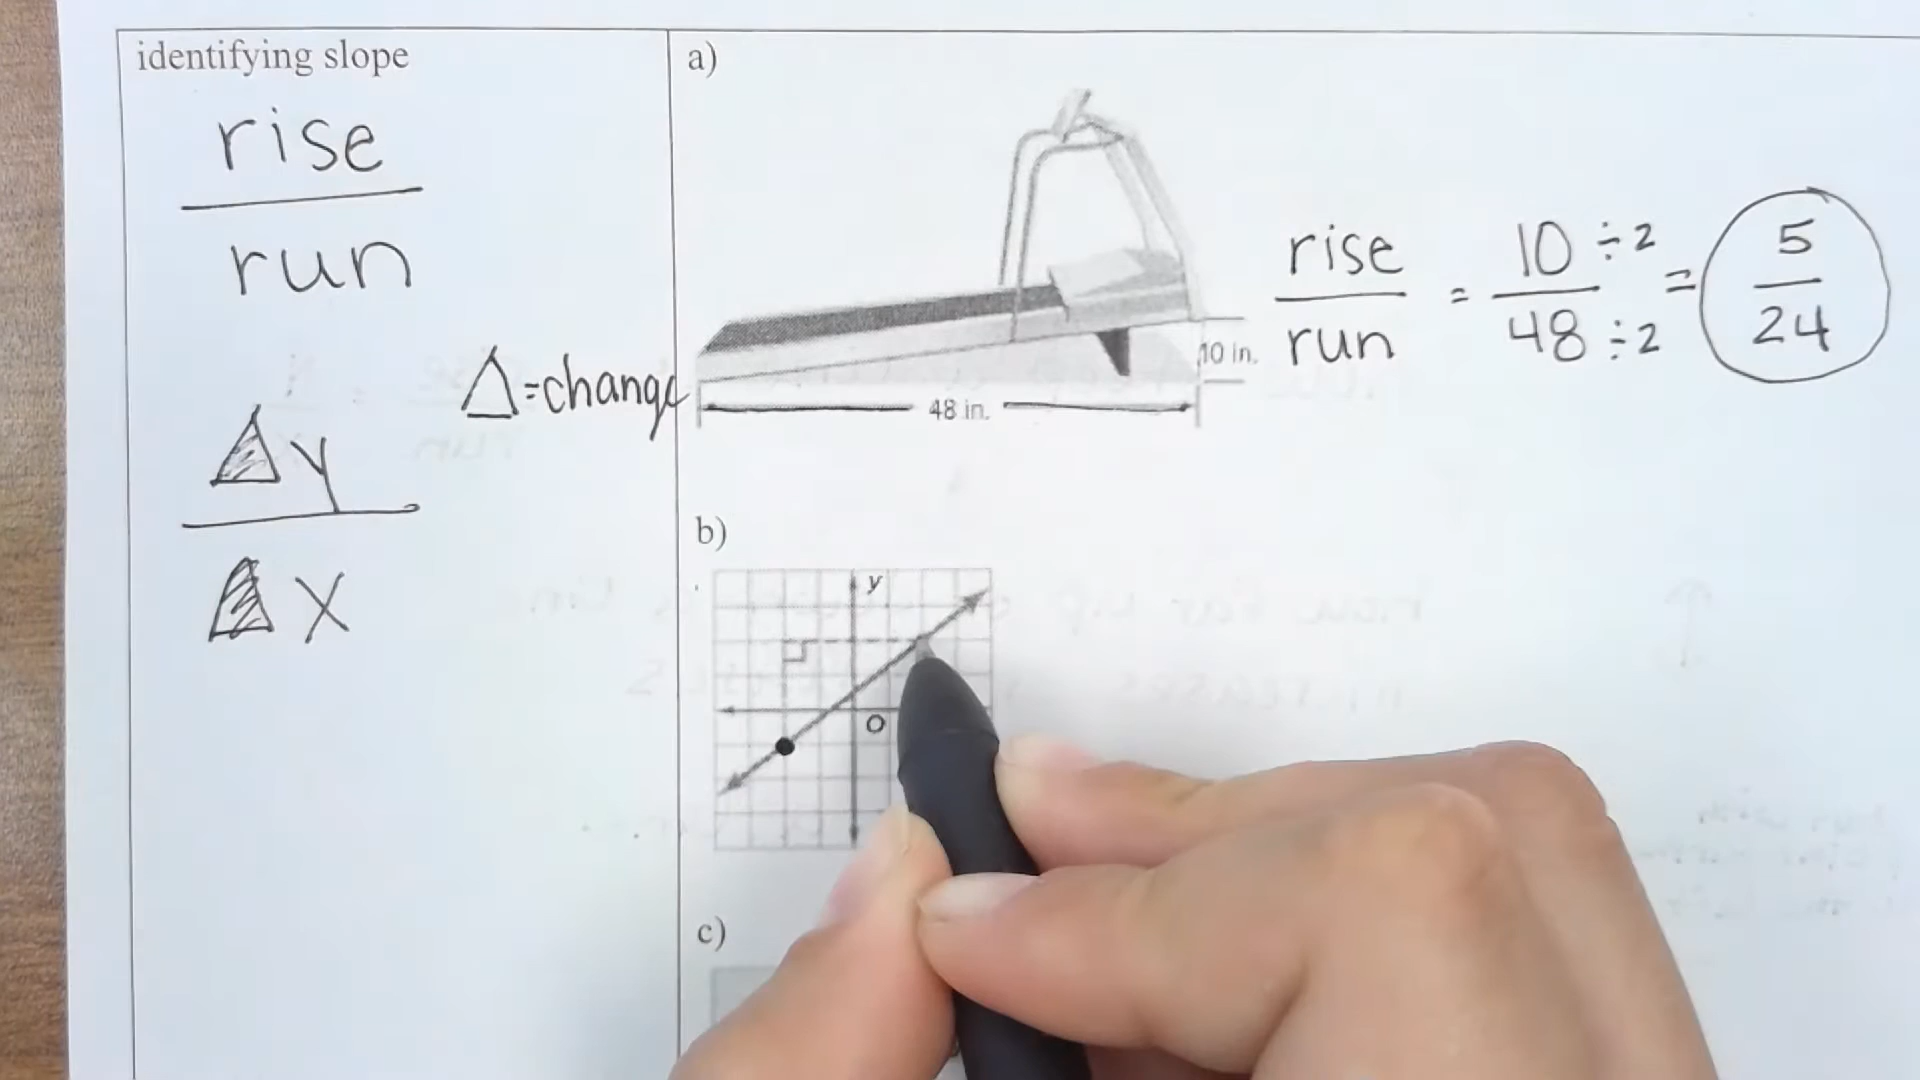 identifying slope
rise
run
Δ=change
Δy
Δx
a)
10 in.
48 in.
rise
run
= 10 ÷2
48 ÷2
= 5
24
b)
y
O
c)